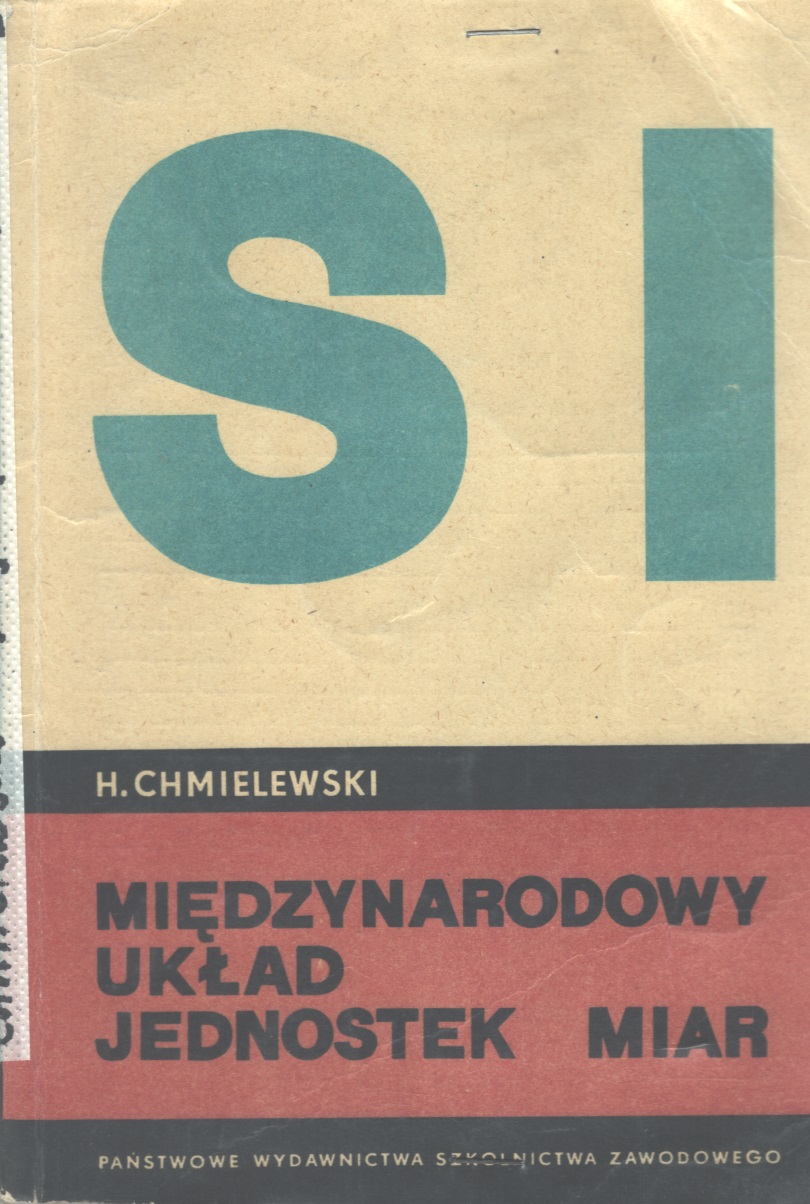 SI
H. CHMIELEWSKI
MIĘDZYNARODOWY
UKŁAD
JEDNOSTEK MIAR
PAŃSTWOWE WYDAWNICTWA SZKOLNICTWA ZAWODOWEGO